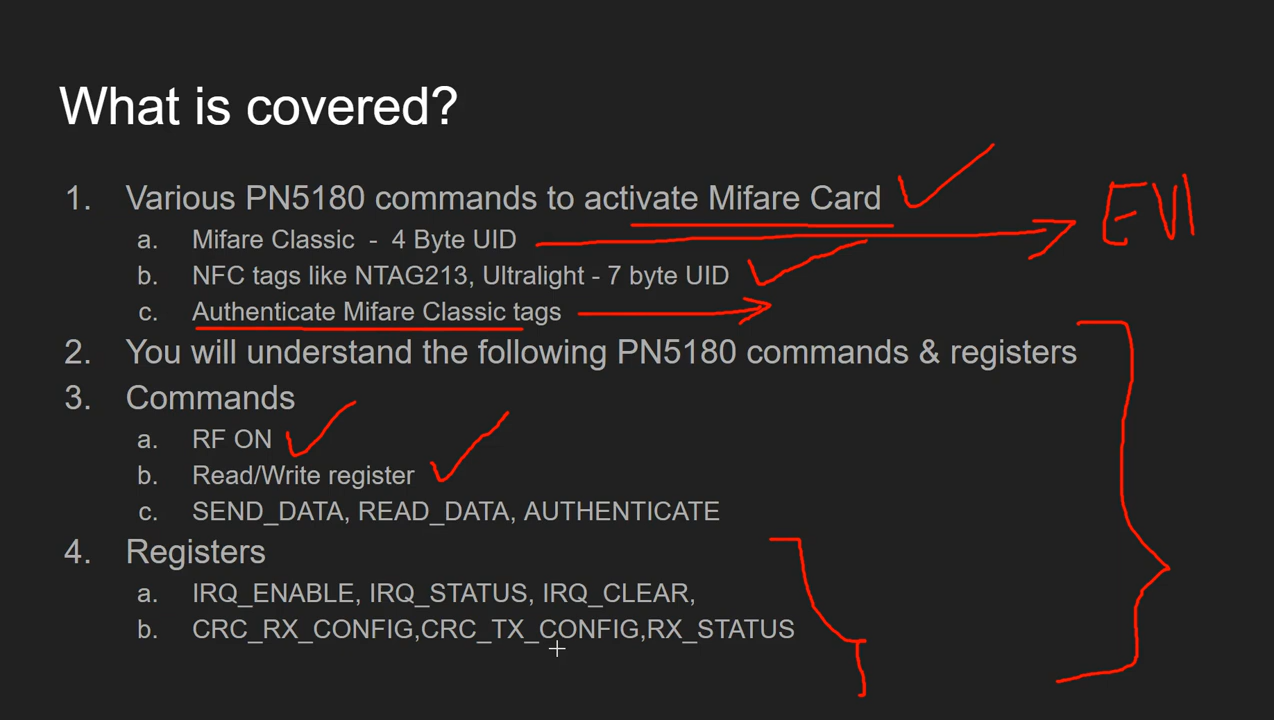 What is covered?
1. Various PN5180 commands to activate Mifare Card
a. Mifare Classic - 4 Byte UID
b. NFC tags like NTAG213, Ultralight - 7 byte UID
c. Authenticate Mifare Classic tags
2. You will understand the following PN5180 commands & registers
3. Commands
a. RF ON
b. Read/Write register
c. SEND_DATA, READ_DATA, AUTHENTICATE
4. Registers
a. IRQ_ENABLE, IRQ_STATUS, IRQ_CLEAR,
b. CRC_RX_CONFIG,CRC_TX_CONFIG,RX_STATUS